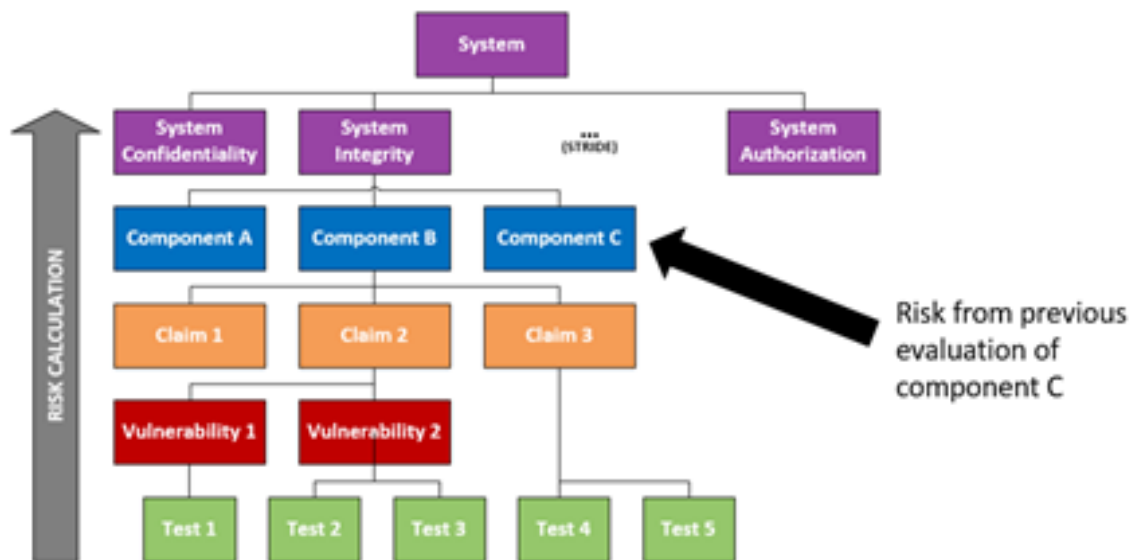 System
System
Confidentiality
System
Integrity
...
(STRIDE)
System
Authorization
Component A
Component B
Component C
RISK CALCULATION
Risk from previous
evaluation of
component C
Claim 1
Claim 2
Claim 3
Vulnerability 1
Vulnerability 2
Test 1
Test 2
Test 3
Test 4
Test 5